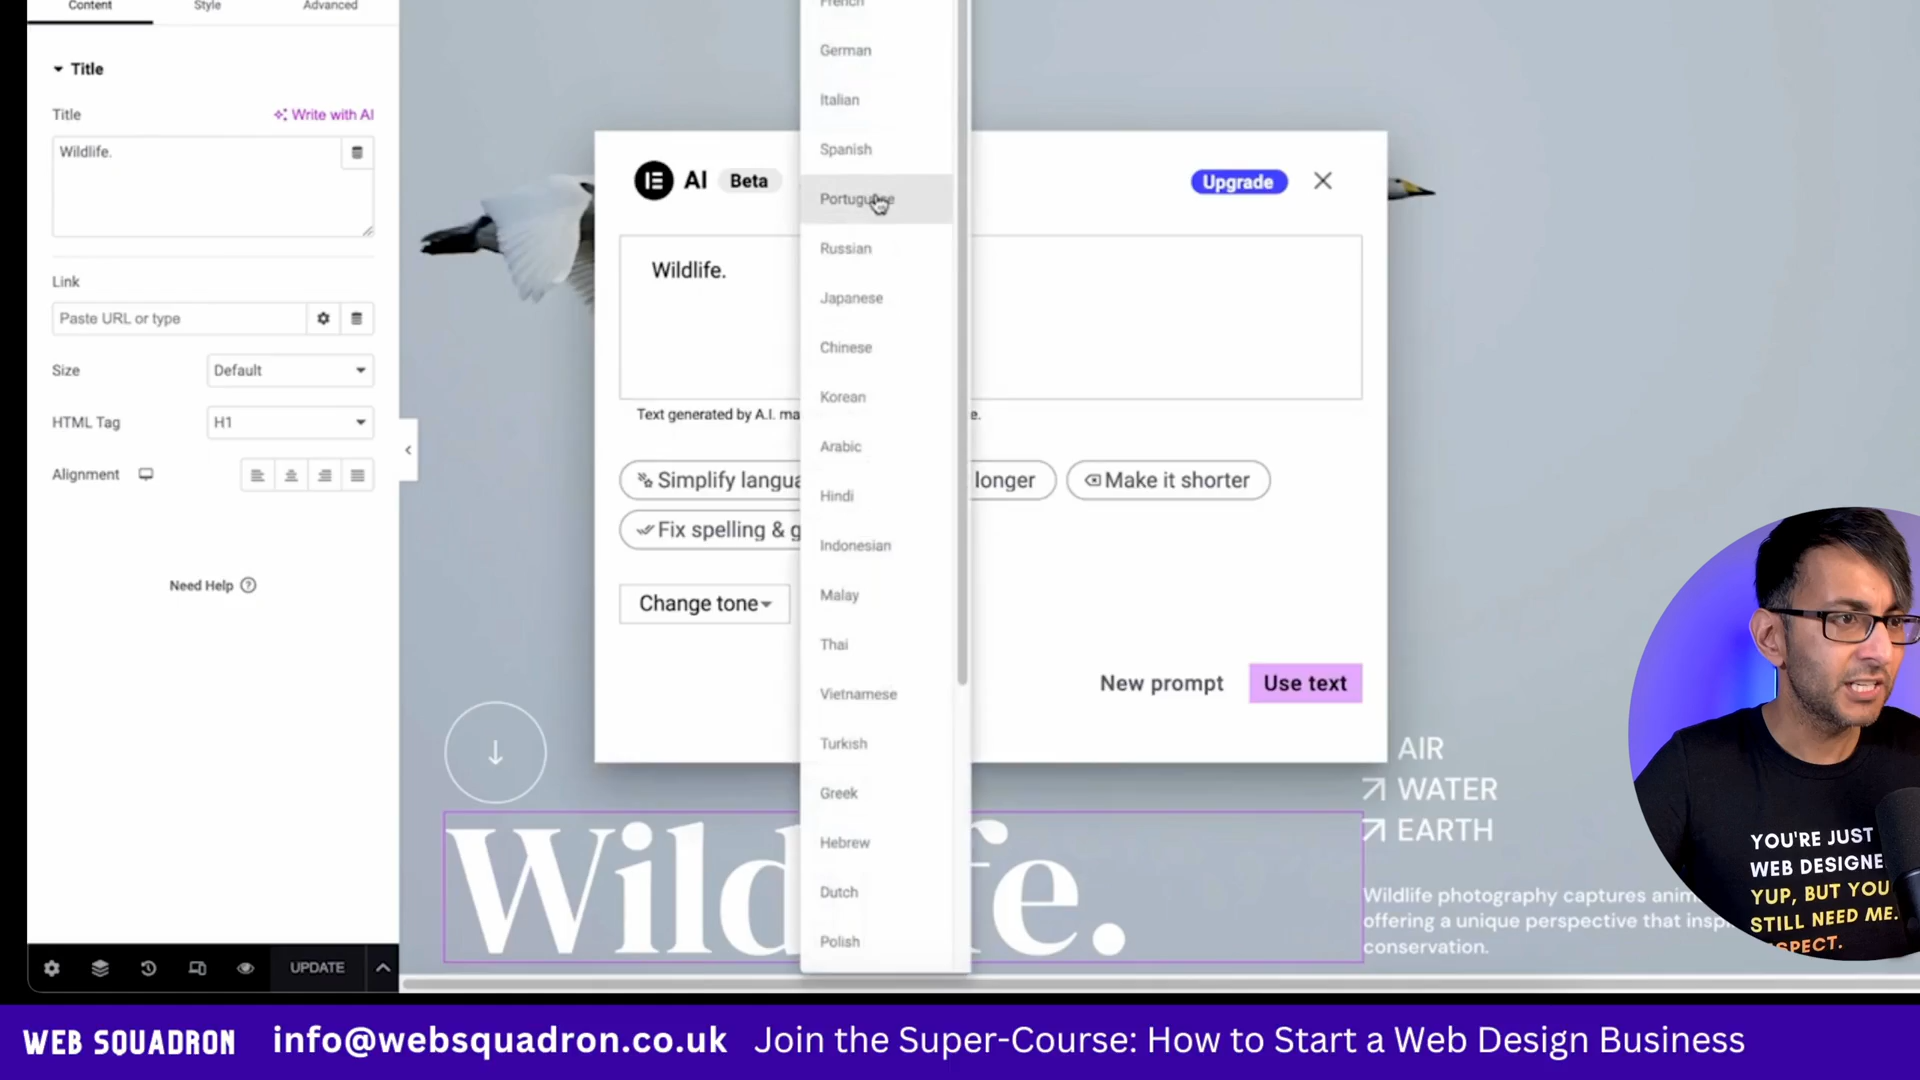 Content Style Advanced
Title
Title Write with AI
Wildlife.
Link
Paste URL or type
Size Default
HTML Tag H1
Alignment
Need Help
UPDATE
AI Beta
Upgrade
Wildlife.
Text generated by A.I. ma
e.
Simplify langua
longer
Make it shorter
Fix spelling & g
Change tone
New prompt
Use text
French
German
Italian
Spanish
Portuguese
Russian
Japanese
Chinese
Korean
Arabic
Hindi
Indonesian
Malay
Thai
Vietnamese
Turkish
Greek
Hebrew
Dutch
Polish
AIR
WATER
EARTH
Wild fe.
Wildlife photography captures anim
offering a unique perspective that insp
conservation.
YOU'RE JUST
WEB DESIGNE
YUP, BUT YOU
STILL NEED ME.
SPECT.
WEB SQUADRON info@websquadron.co.uk Join the Super-Course: How to Start a Web Design Business